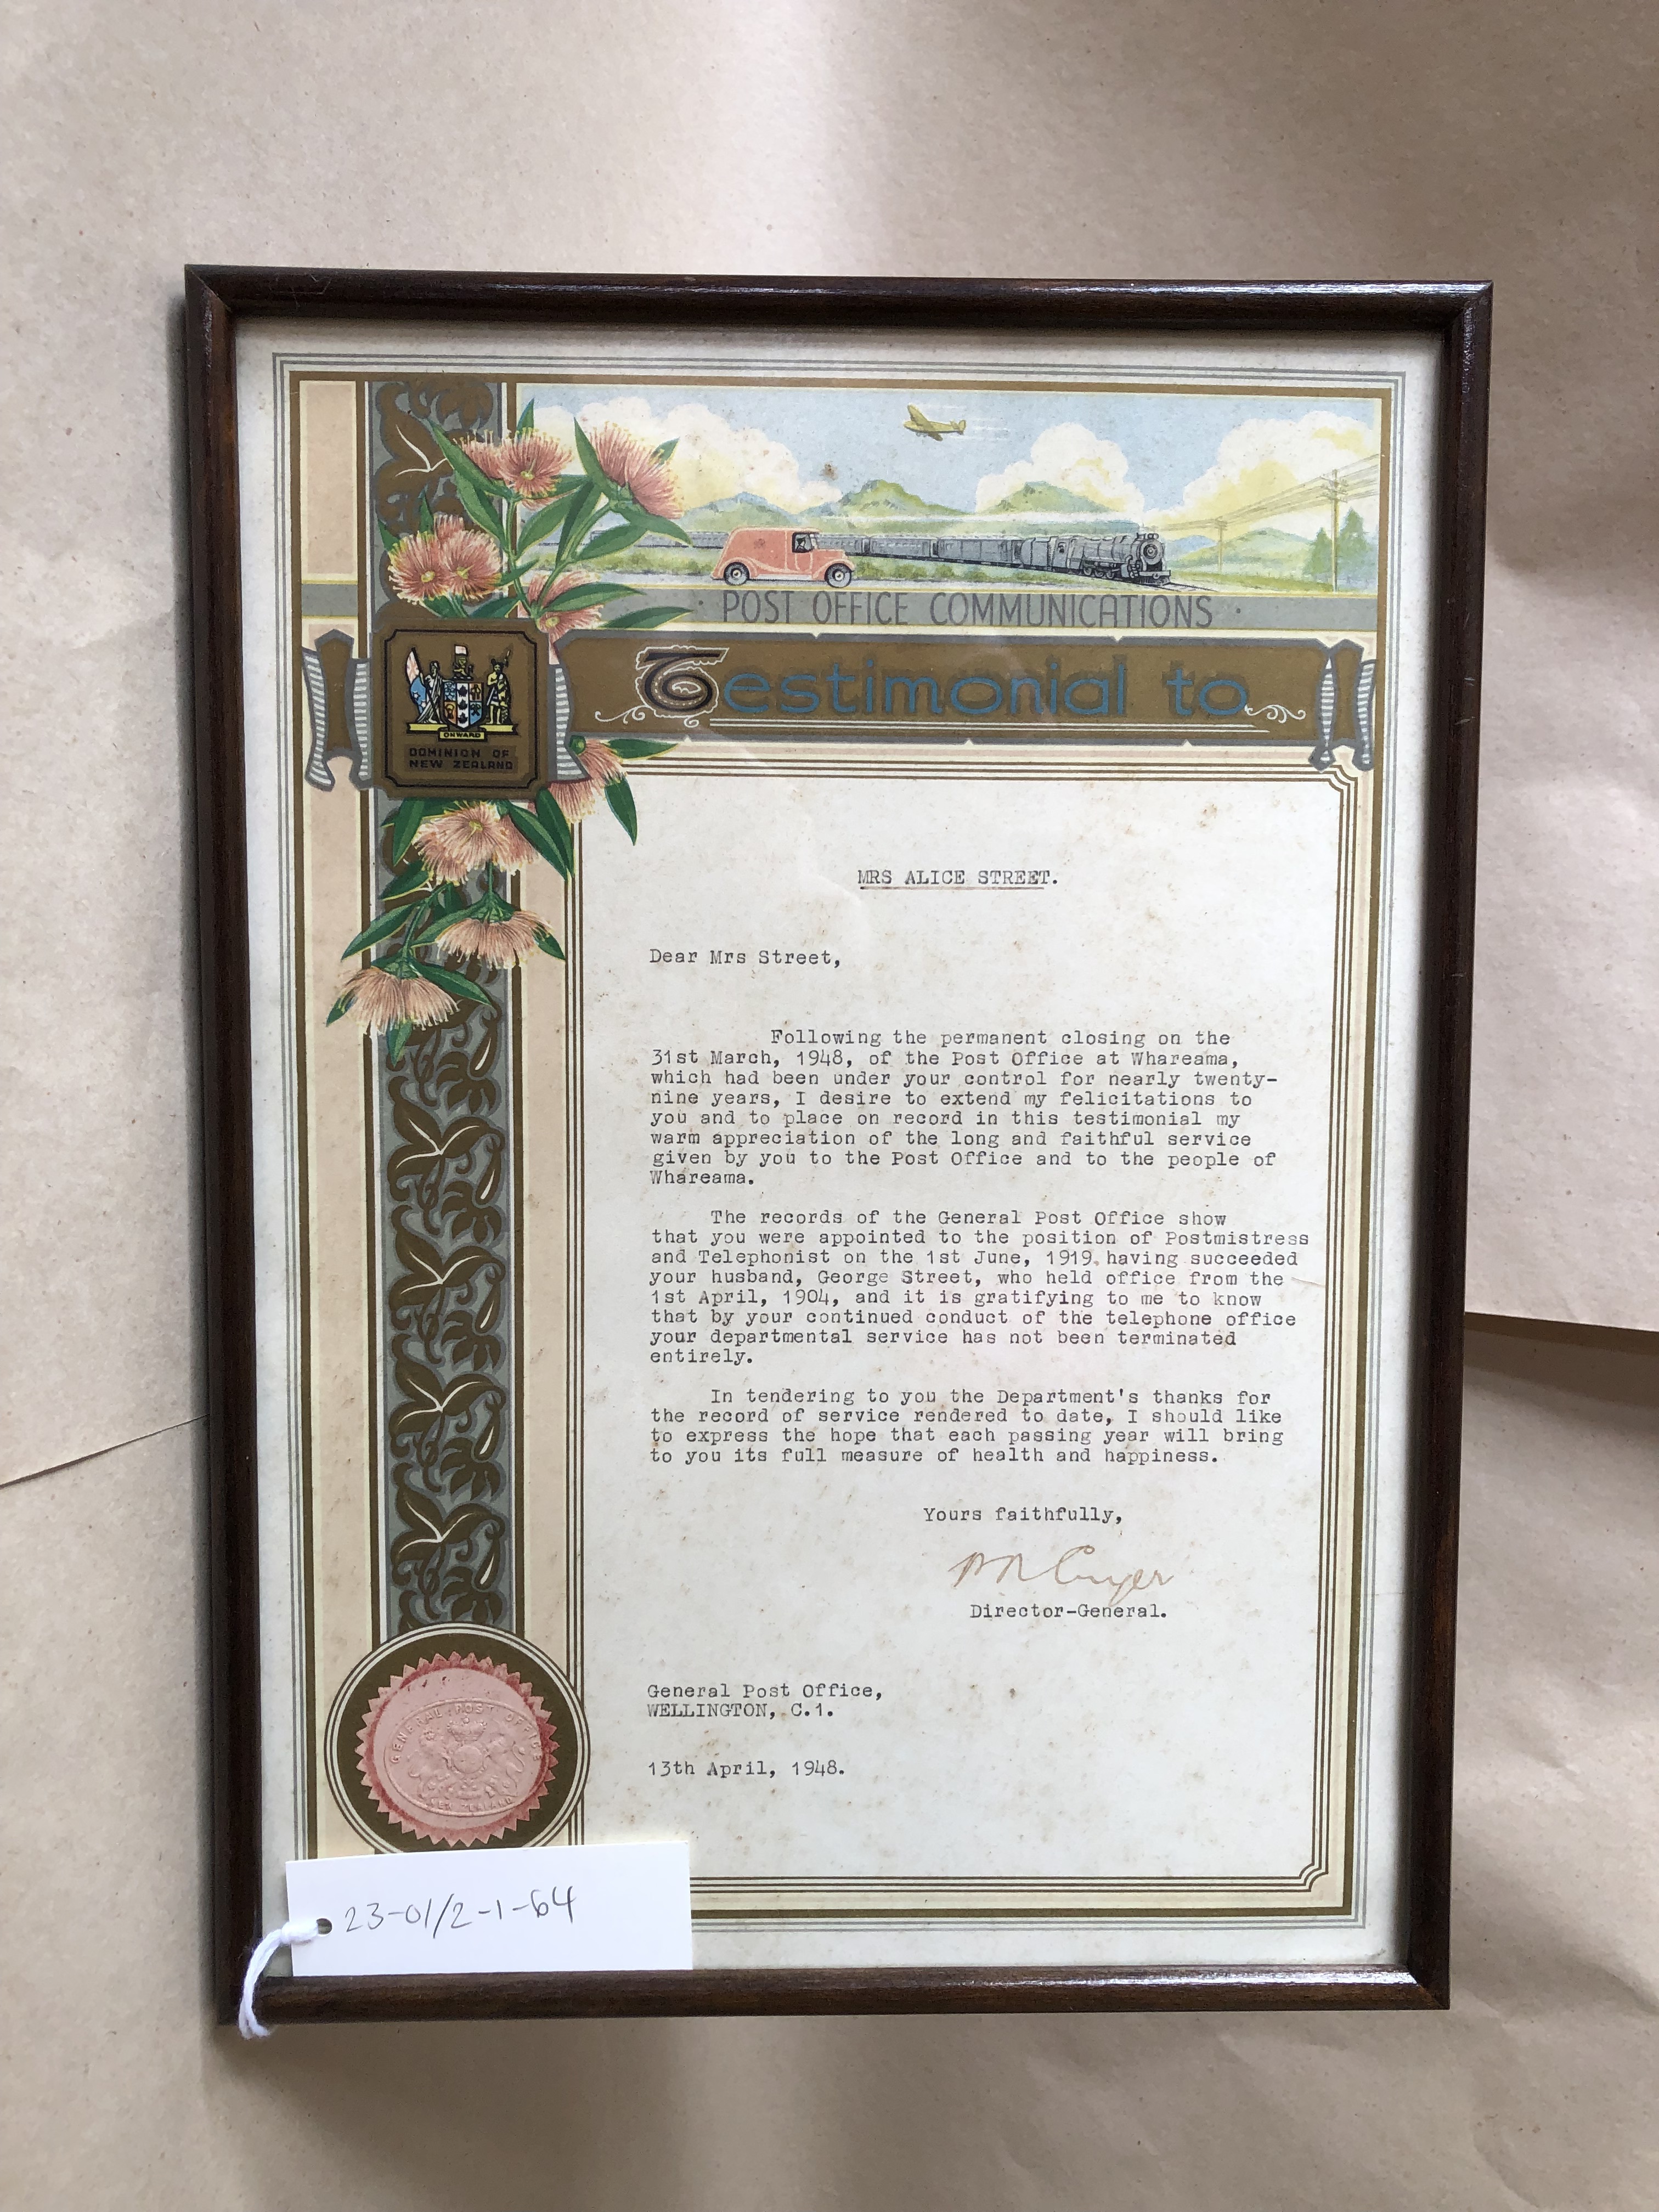 · POST OFFICE COMMUNICATIONS ·
Testimonial to
ONWARD
DOMINION OF
NEW ZEALAND
MRS ALICE STREET.
Dear Mrs Street,
Following the permanent closing on the
31st March, 1948, of the Post Office at Whareama,
which had been under your control for nearly twenty-
nine years, I desire to extend my felicitations to
you and to place on record in this testimonial my
warm appreciation of the long and faithful service
given by you to the Post Office and to the people of
Whareama.
The records of the General Post Office show
that you were appointed to the position of Postmistress
and Telephonist on the 1st June, 1919, having succeeded
your husband, George Street, who held office from the
1st April, 1904, and it is gratifying to me to know
that by your continued conduct of the telephone office
your departmental service has not been terminated
entirely.
In tendering to you the Department's thanks for
the record of service rendered to date, I should like
to express the hope that each passing year will bring
to you its full measure of health and happiness.
Yours faithfully,
Director-General.
General Post Office,
WELLINGTON, C.1.
13th April, 1948.
GENERAL POST OFFICE
NEW ZEALAND
23-01/2-1-64